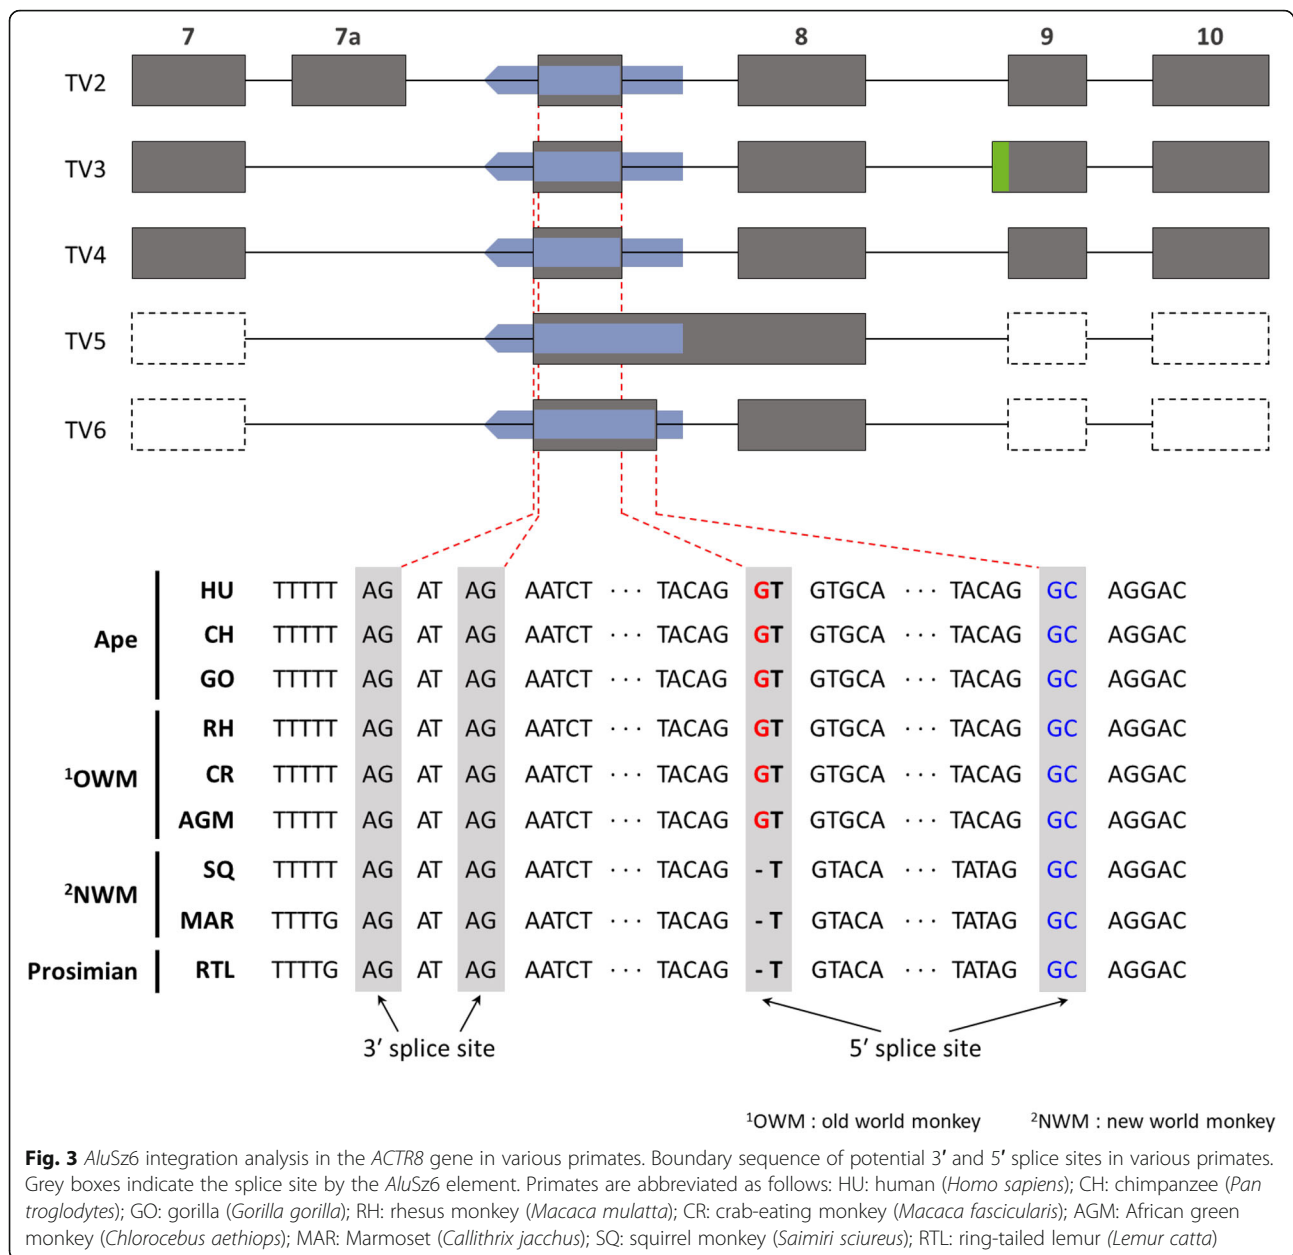 7 7a 8 9 10
TV2
TV3
TV4
TV5
TV6
HU TTTTT AG AT AG AATCT ··· TACAG GT GTGCA ··· TACAG GC AGGAC
Ape CH TTTTT AG AT AG AATCT ··· TACAG GT GTGCA ··· TACAG GC AGGAC
GO TTTTT AG AT AG AATCT ··· TACAG GT GTGCA ··· TACAG GC AGGAC
RH TTTTT AG AT AG AATCT ··· TACAG GT GTGCA ··· TACAG GC AGGAC
¹OWM CR TTTTT AG AT AG AATCT ··· TACAG GT GTGCA ··· TACAG GC AGGAC
AGM TTTTT AG AT AG AATCT ··· TACAG GT GTGCA ··· TACAG GC AGGAC
SQ TTTTT AG AT AG AATCT ··· TACAG -T GTACA ··· TATAG GC AGGAC
²NWM MAR TTTTG AG AT AG AATCT ··· TACAG -T GTACA ··· TATAG GC AGGAC
Prosimian RTL TTTTG AG AT AG AATCT ··· TACAG -T GTACA ··· TATAG GC AGGAC
3′ splice site 5′ splice site
¹OWM : old world monkey ²NWM : new world monkey
Fig. 3 AluSz6 integration analysis in the ACTR8 gene in various primates. Boundary sequence of potential 3′ and 5′ splice sites in various primates.
Grey boxes indicate the splice site by the AluSz6 element. Primates are abbreviated as follows: HU: human (Homo sapiens); CH: chimpanzee (Pan
troglodytes); GO: gorilla (Gorilla gorilla); RH: rhesus monkey (Macaca mulatta); CR: crab-eating monkey (Macaca fascicularis); AGM: African green
monkey (Chlorocebus aethiops); MAR: Marmoset (Callithrix jacchus); SQ: squirrel monkey (Saimiri sciureus); RTL: ring-tailed lemur (Lemur catta)